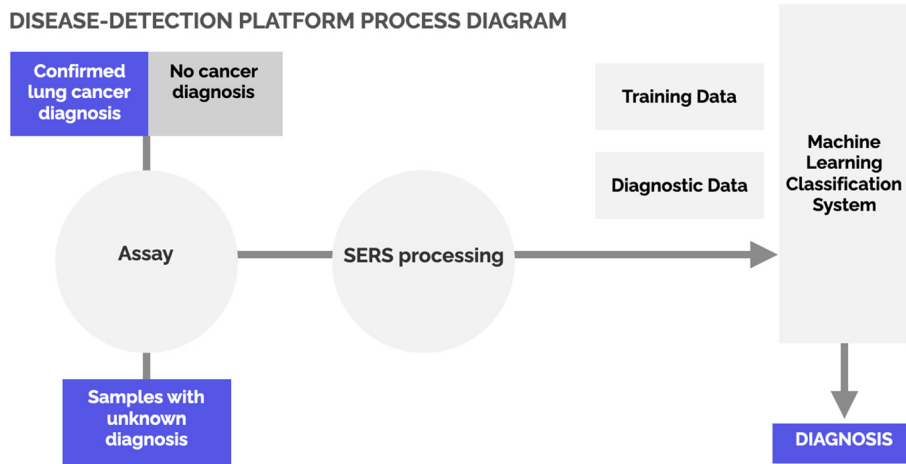 DISEASE-DETECTION PLATFORM PROCESS DIAGRAM
Confirmed
lung cancer
diagnosis
No cancer
diagnosis
Training Data
Diagnostic Data
Machine
Learning
Classification
System
Assay
SERS processing
Samples with
unknown
diagnosis
DIAGNOSIS